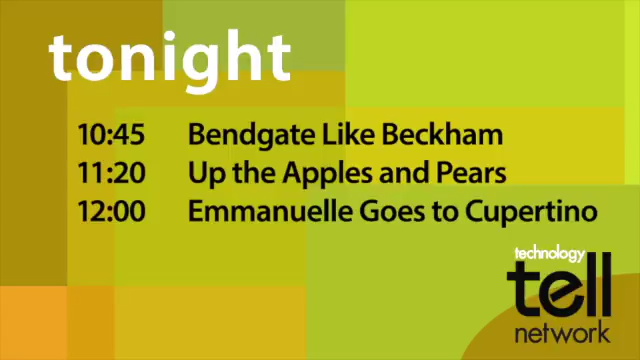 tonight
10:45 Bendgate Like Beckham
11:20 Up the Apples and Pears
12:00 Emmanuelle Goes to Cupertino
technology
tell
network